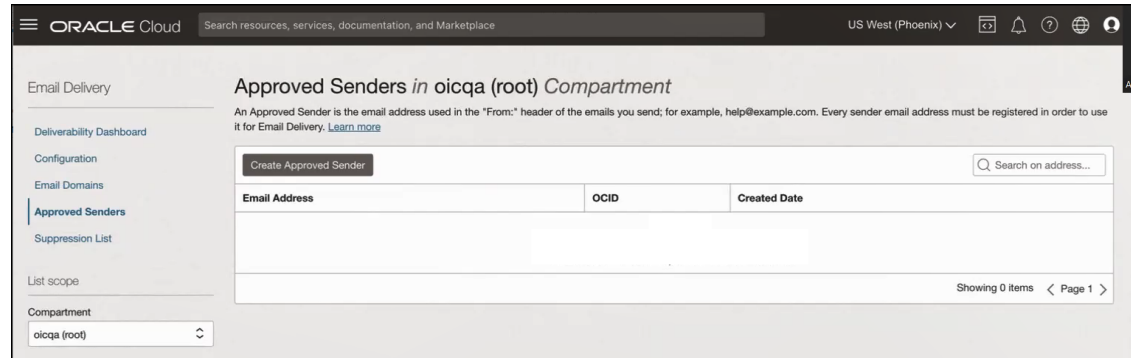 ORACLE Cloud
Search resources, services, documentation, and Marketplace
US West (Phoenix)
Email Delivery
Deliverability Dashboard
Configuration
Email Domains
Approved Senders
Suppression List
List scope
Compartment
oicqa (root)
Approved Senders in oicqa (root) Compartment
An Approved Sender is the email address used in the "From:" header of the emails you send; for example, help@example.com. Every sender email address must be registered in order to use
it for Email Delivery. Learn more
Create Approved Sender
Search on address...
Email Address OCID Created Date
Showing 0 items < Page 1 >
A